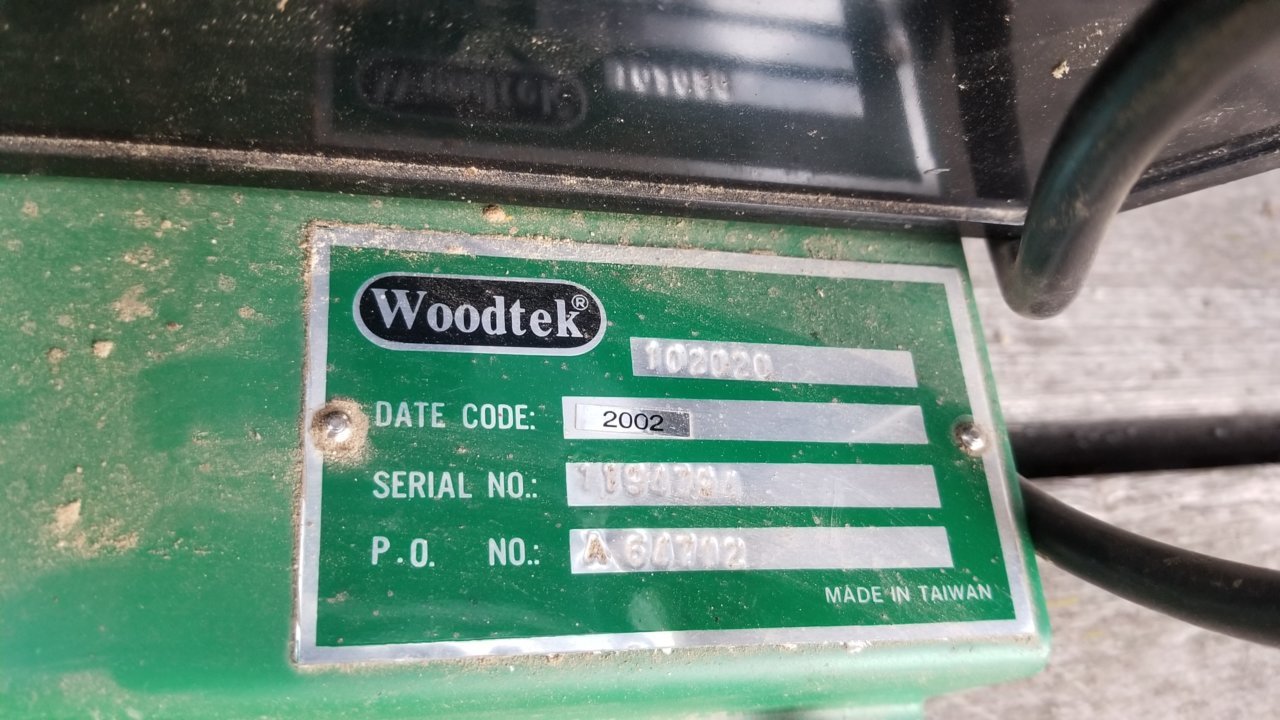 Woodtek®
102020
DATE CODE: 2002
SERIAL NO.:
P.O. NO.:
MADE IN TAIWAN